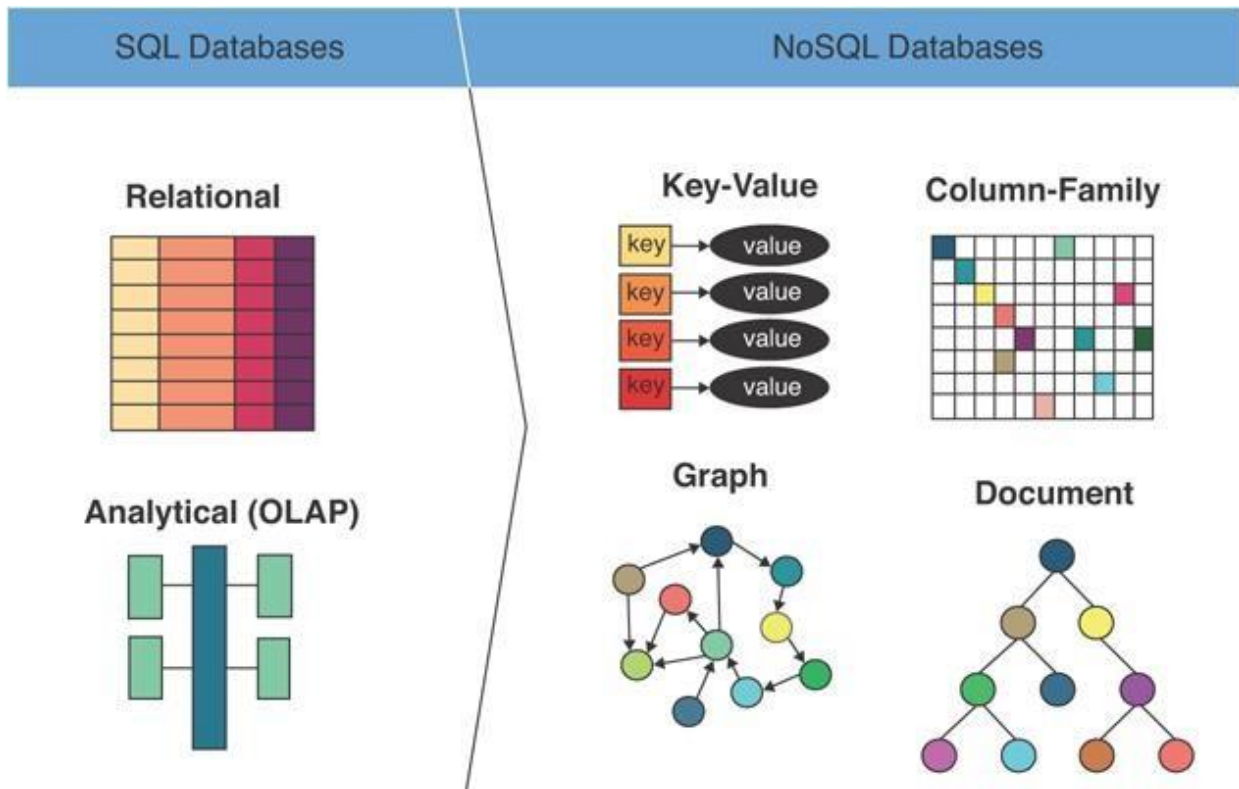 SQL Databases
NoSQL Databases
Relational
Analytical (OLAP)
Key-Value
key value
key value
key value
key value
Column-Family
Graph
Document